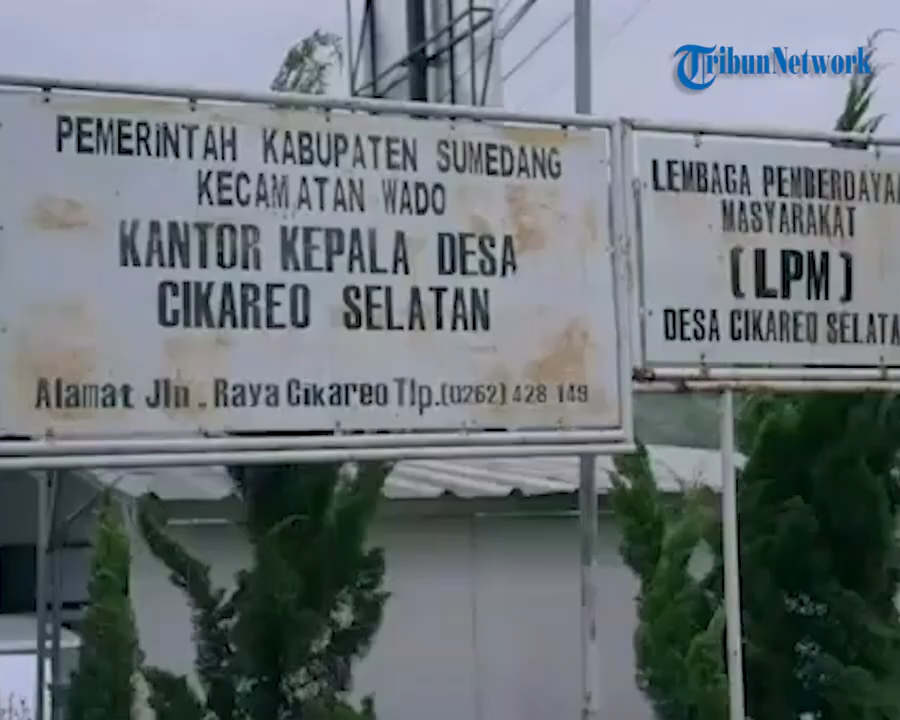 TribunNetwork
PEMERINTAH KABUPATEN SUMEDANG
KECAMATAN WADO
KANTOR KEPALA DESA
CIKAREO SELATAN
Alamat Jln. Raya Cikareo Tlp.(0262) 428 149
LEMBAGA PEMBERDAYAA
MASYARAKAT
(LPM)
DESA CIKAREO SELATA